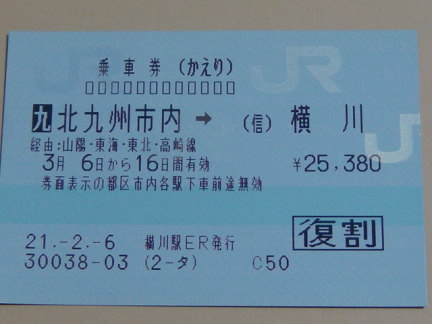 乗車券 (かえり)
□□□□□□□□□□□□
九 北九州市内 → (信) 横川
経由:山陽・東海・東北・高崎線
3月 6日から16日間有効 ¥25,380
券面表示の都区市内各駅下車前途無効
復割
21.-2.-6 横川駅ER発行
30038-03 (2-タ) C50